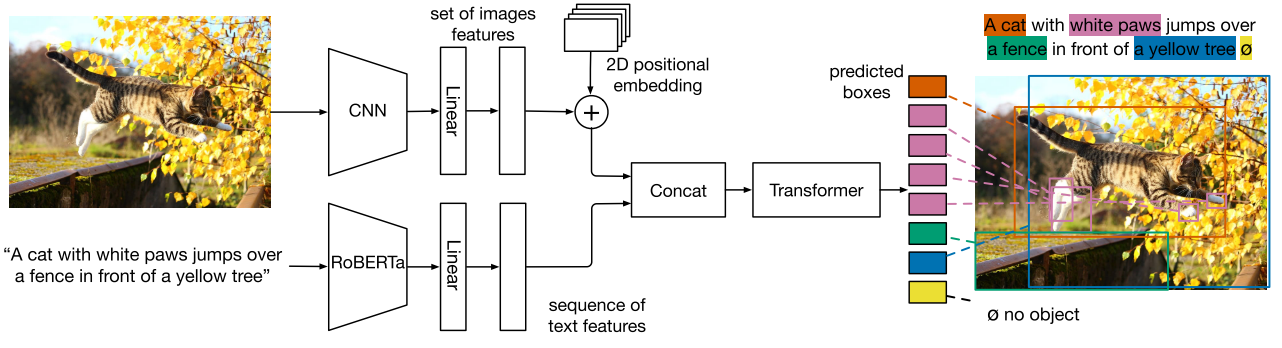 set of images
features
2D positional
embedding
CNN
Linear
+
"A cat with white paws jumps over
a fence in front of a yellow tree"
RoBERTa
Linear
sequence of
text features
Concat
Transformer
predicted
boxes
A cat with white paws jumps over
a fence in front of a yellow tree ø
ø no object